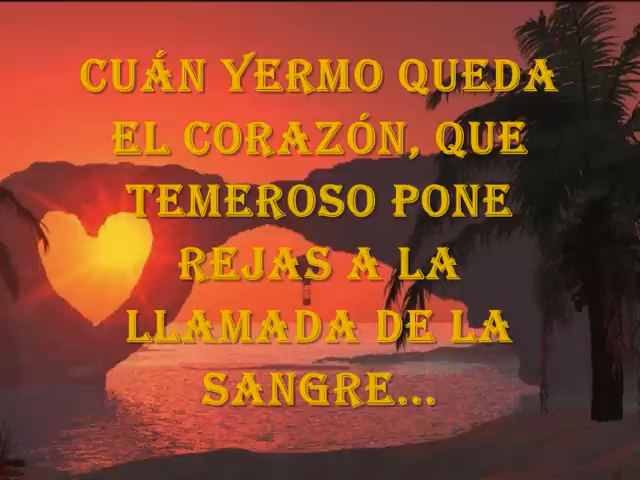 CUÁN YERMO QUEDA
EL CORAZÓN, QUE
TEMEROSO PONE
REJAS A LA
LLAMADA DE LA
SANGRE...